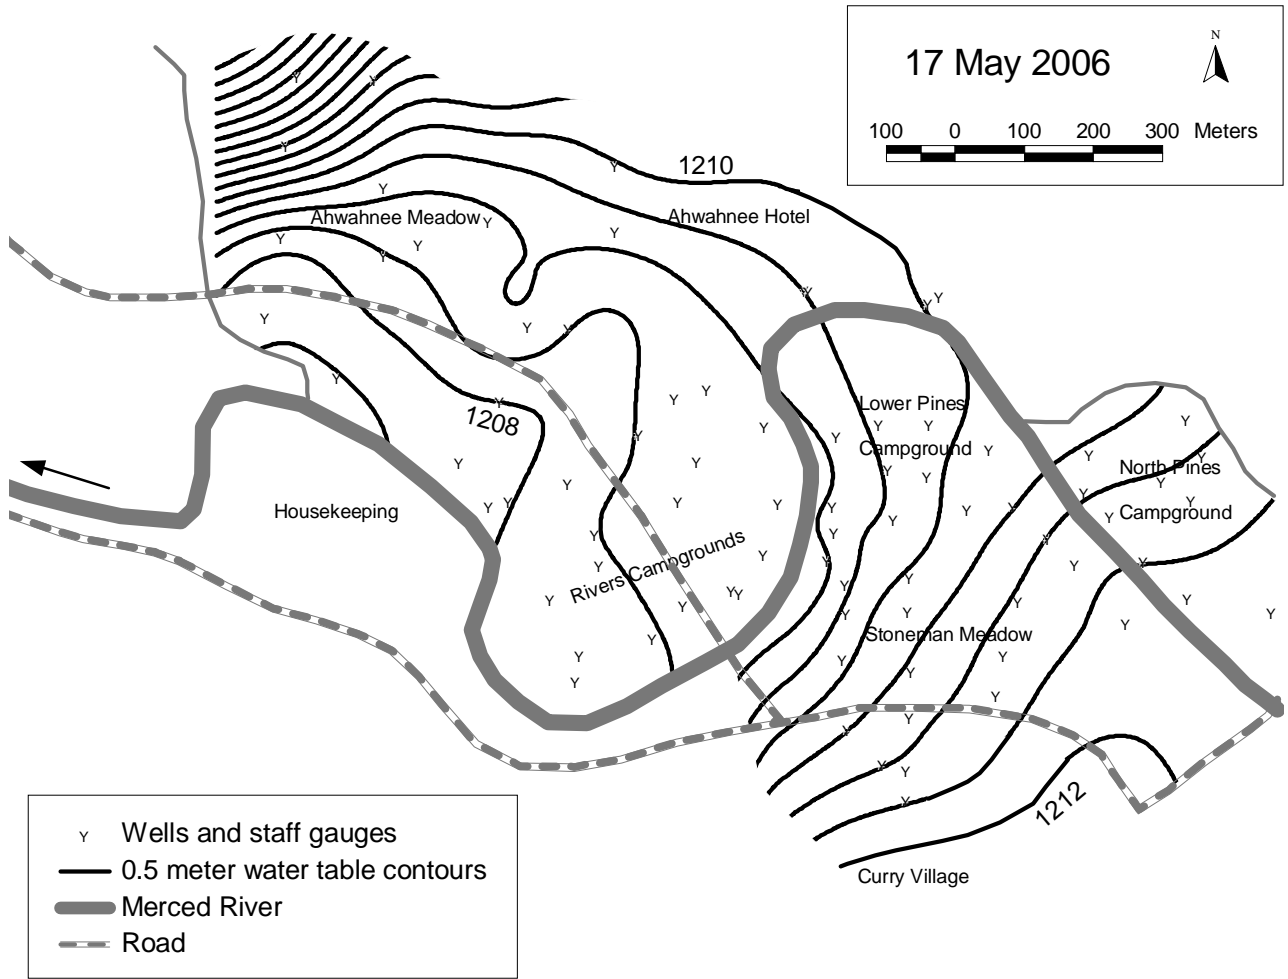 17 May 2006
N
100 0 100 200 300 Meters
1210
Ahwahnee Meadow
Ahwahnee Hotel
Lower Pines
Campground
1208
North Pines
Campground
Housekeeping
Rivers Campgrounds
Stoneman Meadow
1212
Curry Village
Y Wells and staff gauges
0.5 meter water table contours
Merced River
Road